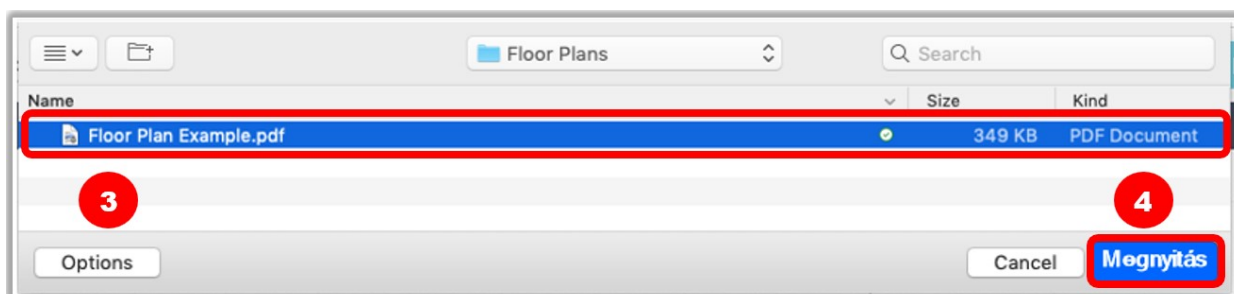 Floor Plans
Search
Name Size Kind
Floor Plan Example.pdf 349 KB PDF Document
3 4
Options Cancel Megnyitás